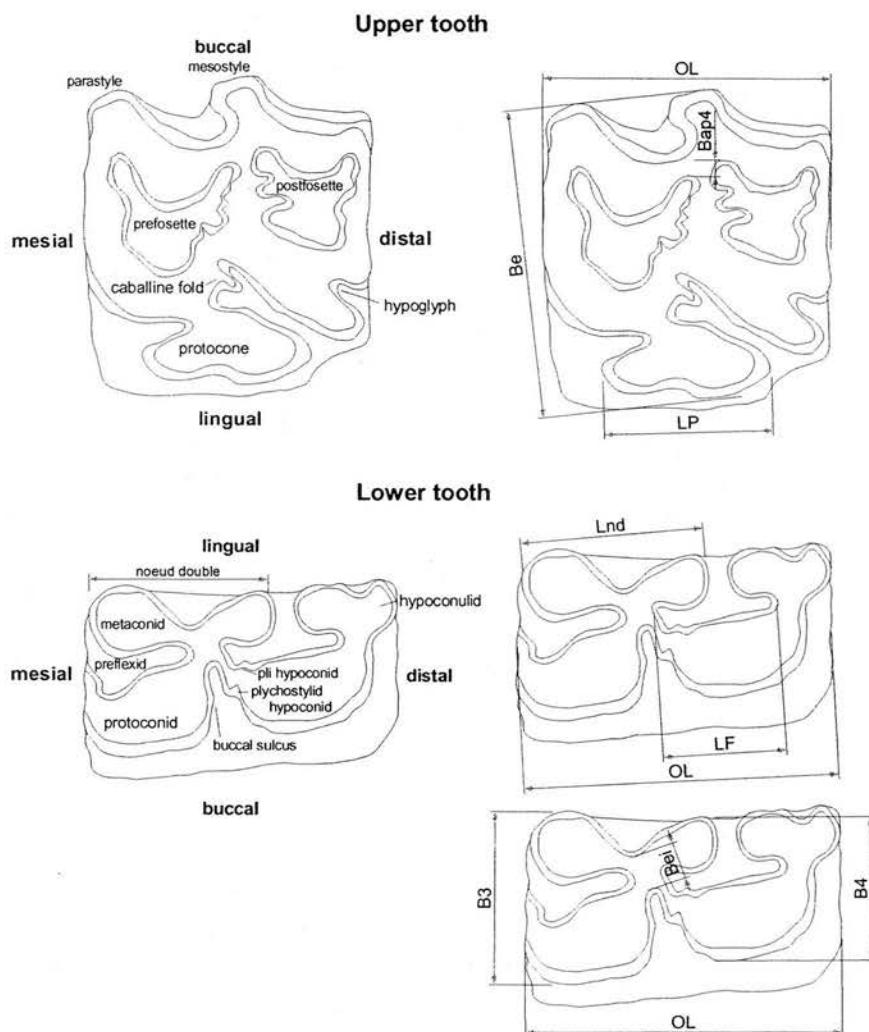 Upper tooth
buccal
mesostyle
parastyle
postfosette
prefosette
mesial
distal
caballine fold
hypoglyph
protocone
lingual
OL
Bap4
Be
LP
Lower tooth
lingual
noeud double
hypoconulid
metaconid
preflexid
mesial
distal
pli hypoconid
plychostylid
hypoconid
protoconid
buccal sulcus
buccal
Lnd
LF
OL
Bei
B3
B4
OL